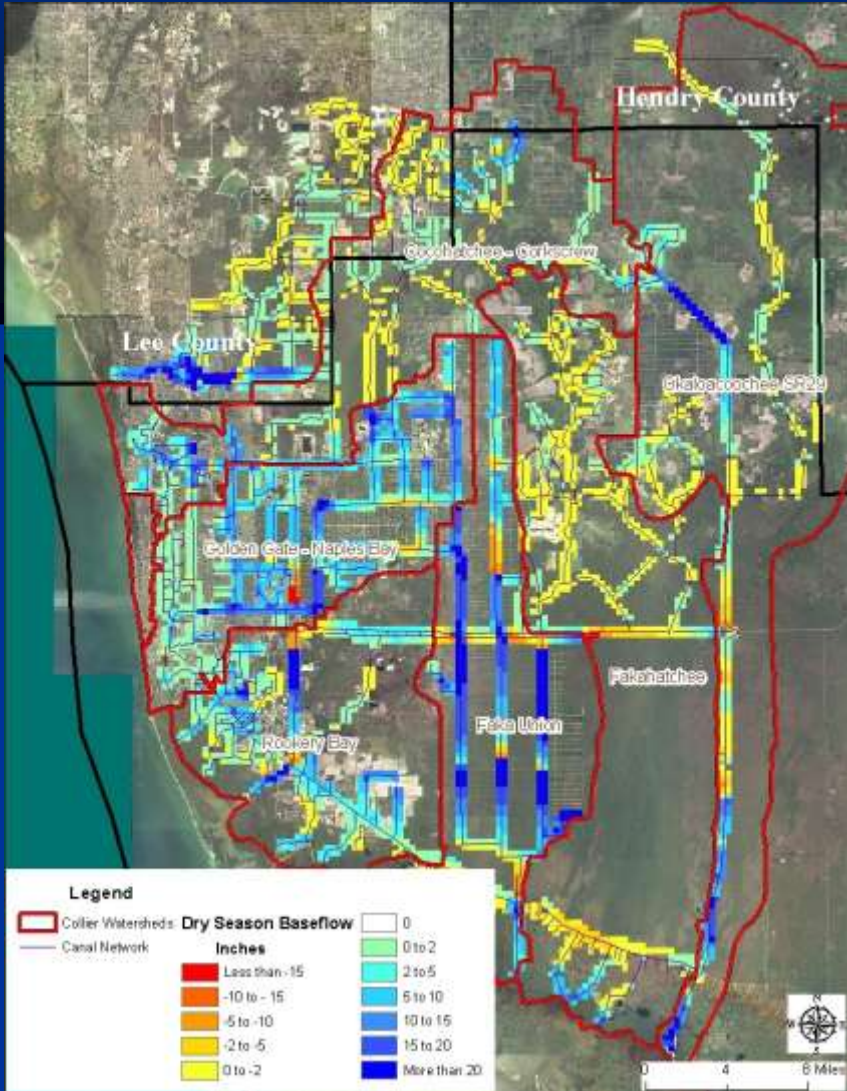 Hendry County
Cocohatchee - Corkscrew
Lee County
Okaloacoochee SR29
Golden Gate - Naples Bay
Fakahatchee
Faka Union
Rookery Bay
Legend
Collier Watersheds
Canal Network
Dry Season Baseflow
Inches
Less than -15
-10 to -15
-5 to -10
-2 to -5
0 to -2
0
0 to 2
2 to 5
5 to 10
10 to 15
15 to 20
More than 20
N
W
E
S
0 4 8 Miles